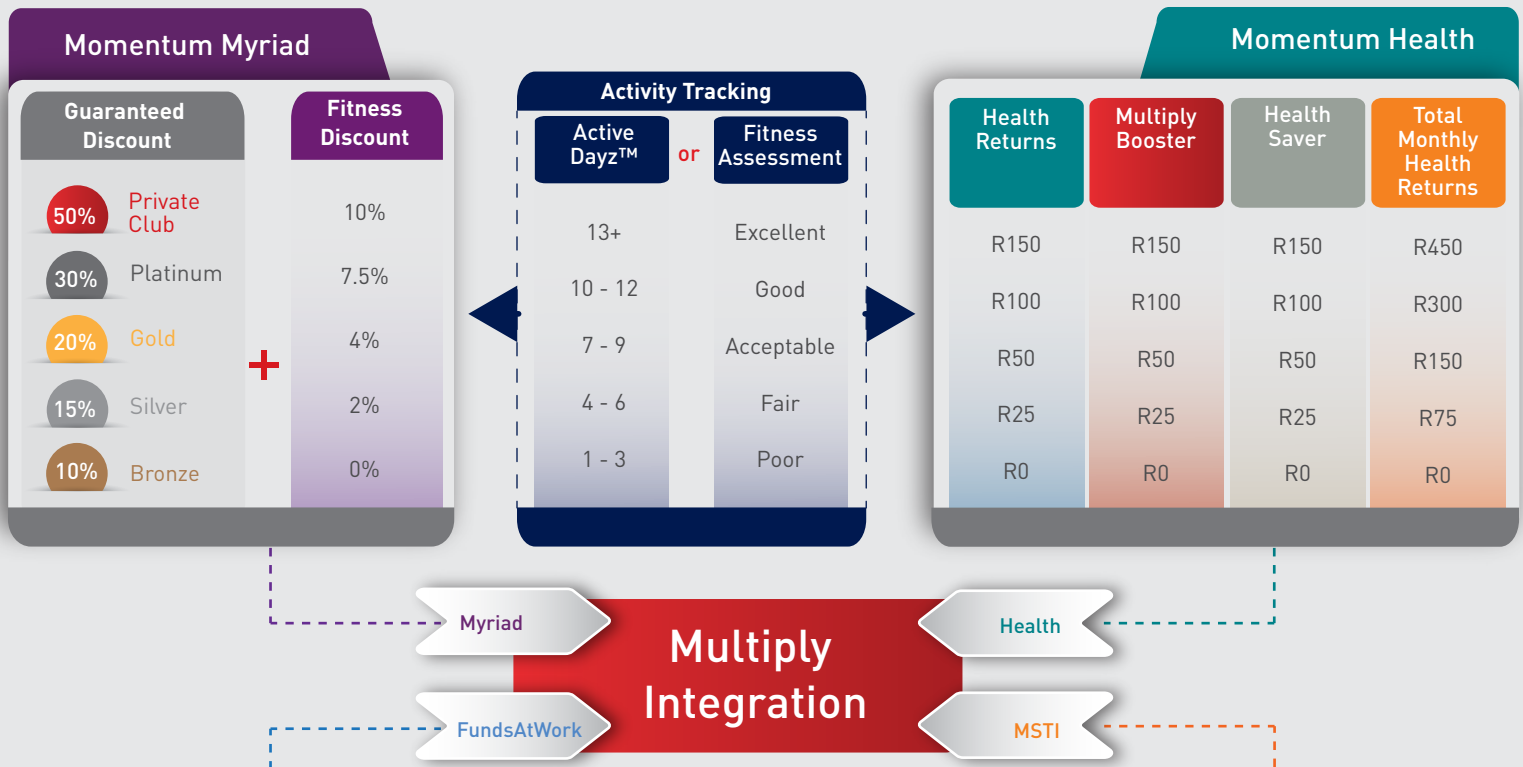 Momentum Myriad
Guaranteed
Discount
Fitness
Discount
50%
Private
Club
10%
30%
Platinum
7.5%
20%
Gold
4%
+
15%
Silver
2%
10%
Bronze
0%
Activity Tracking
Active
Dayz™
or
Fitness
Assessment
13+
Excellent
10 - 12
Good
7 - 9
Acceptable
4 - 6
Fair
1 - 3
Poor
Momentum Health
Health
Returns
Multiply
Booster
Health
Saver
Total
Monthly
Health
Returns
R150
R150
R150
R450
R100
R100
R100
R300
R50
R50
R50
R150
R25
R25
R25
R75
R0
R0
R0
R0
Myriad
Multiply
Integration
Health
FundsAtWork
MSTI